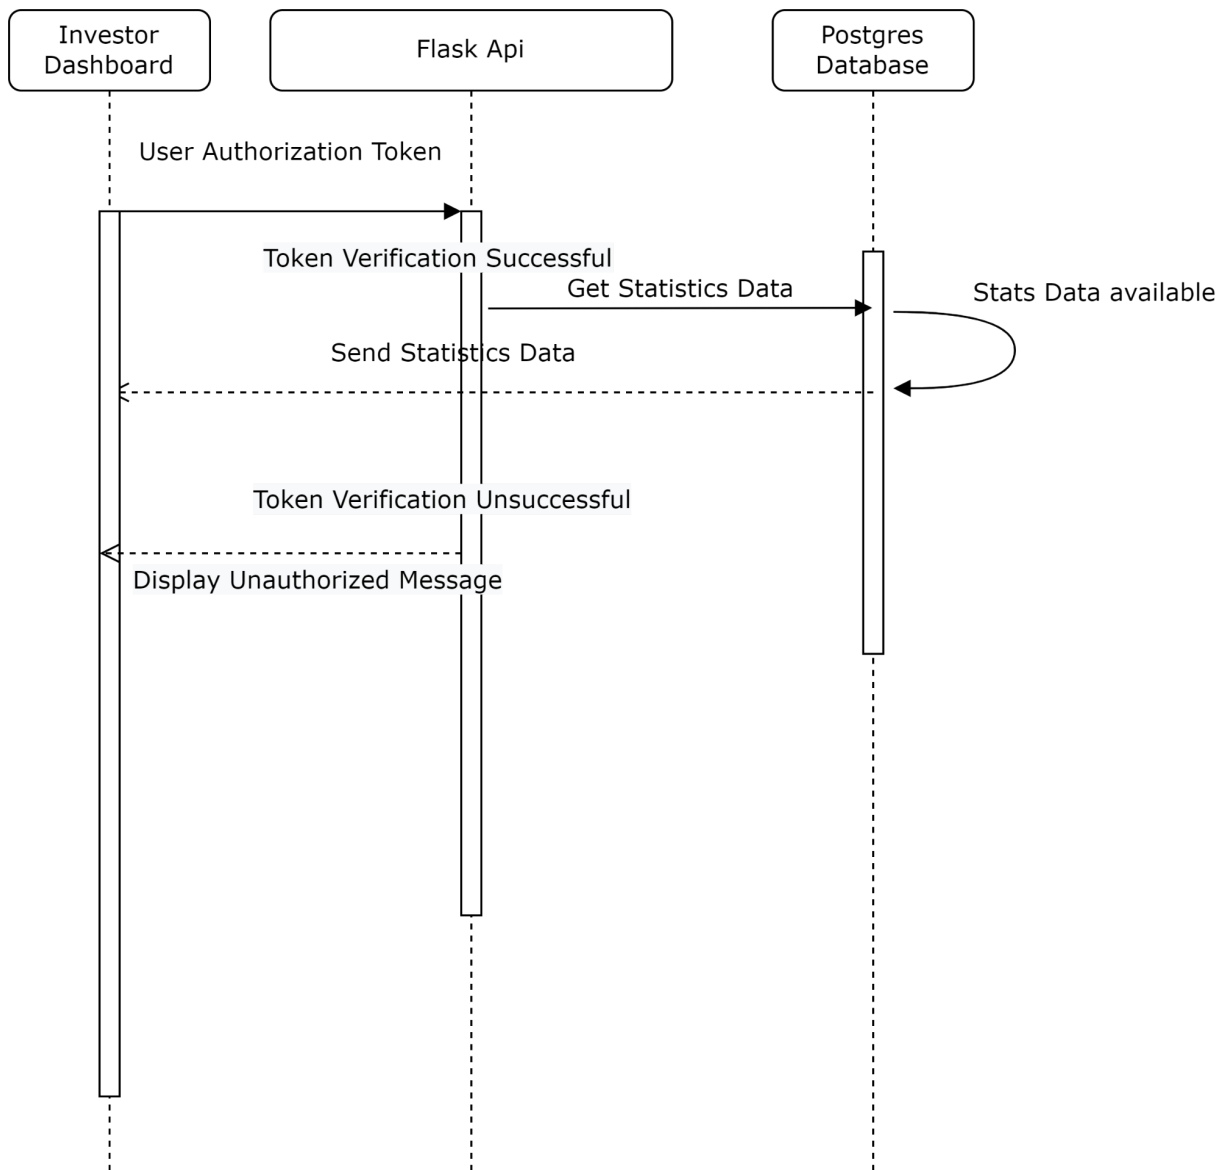 Investor
Dashboard
Flask Api
Postgres
Database
User Authorization Token
Token Verification Successful
Get Statistics Data
Stats Data available
Send Statistics Data
Token Verification Unsuccessful
Display Unauthorized Message